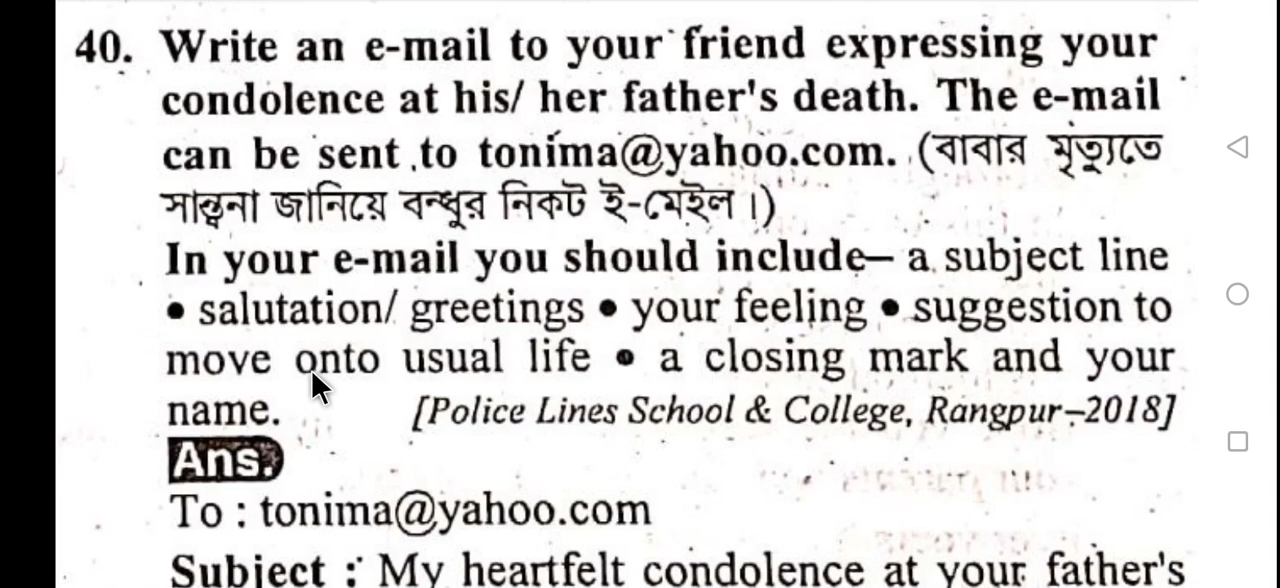 40. Write an e-mail to your friend expressing your
condolence at his/ her father's death. The e-mail
can be sent to tonima@yahoo.com. (বাবার মৃত্যুতে
সান্ত্বনা জানিয়ে বন্ধুর নিকট ই-মেইল।)
In your e-mail you should include– a subject line
• salutation/ greetings • your feeling • suggestion to
move onto usual life • a closing mark and your
name. [Police Lines School & College, Rangpur–2018]
Ans.
To : tonima@yahoo.com
Subject : My heartfelt condolence at your father's